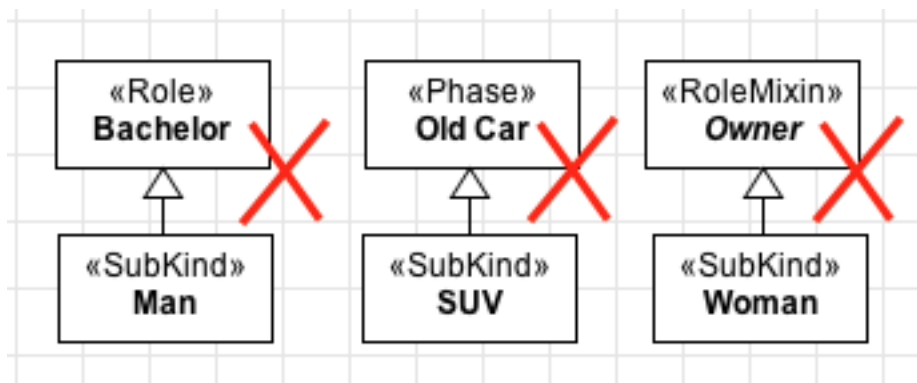 «Role»
Bachelor
«Phase»
Old Car
«RoleMixin»
Owner
«SubKind»
Man
«SubKind»
SUV
«SubKind»
Woman